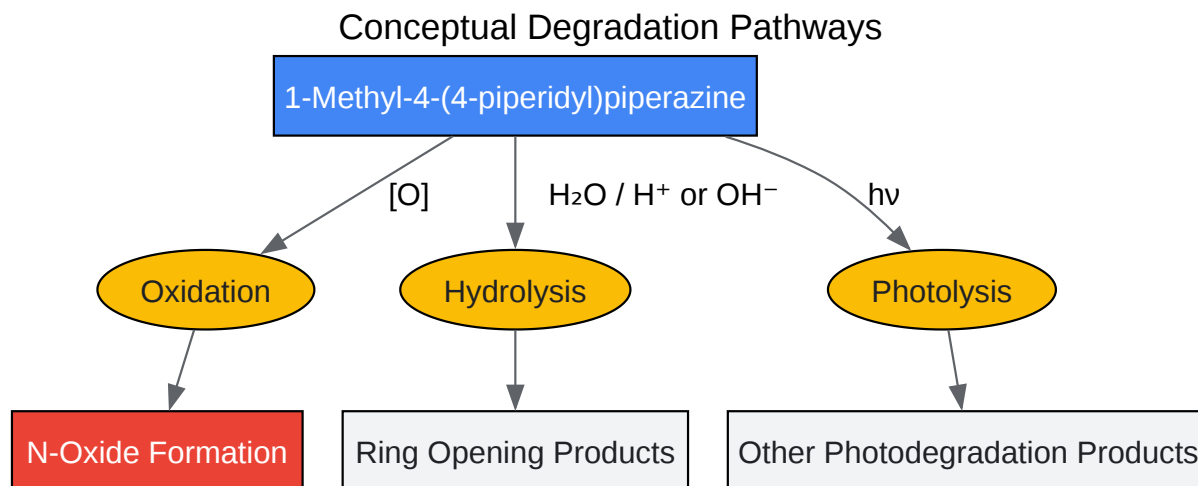 Conceptual Degradation Pathways
1-Methyl-4-(4-piperidyl)piperazine
[O]
H₂O / H⁺ or OH⁻
hν
Oxidation
Hydrolysis
Photolysis
N-Oxide Formation
Ring Opening Products
Other Photodegradation Products